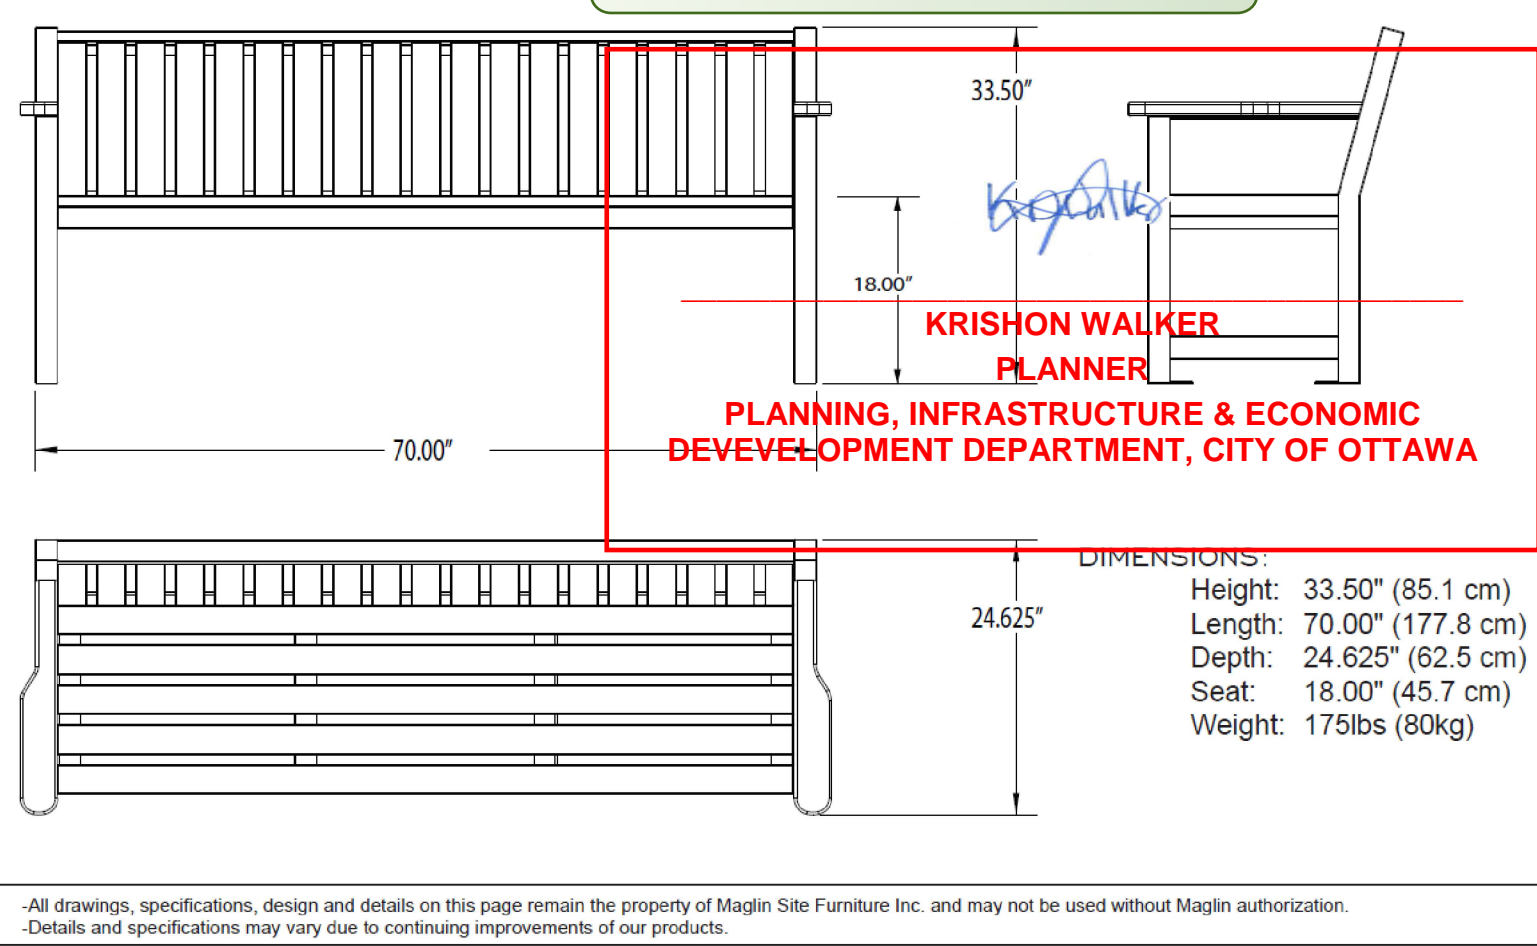 33.50"
18.00"
KRISHON WALKER
PLANNER
PLANNING, INFRASTRUCTURE & ECONOMIC
DEVEVELOPMENT DEPARTMENT, CITY OF OTTAWA
70.00"
24.625"
DIMENSIONS:
Height: 33.50" (85.1 cm)
Length: 70.00" (177.8 cm)
Depth: 24.625" (62.5 cm)
Seat: 18.00" (45.7 cm)
Weight: 175lbs (80kg)
-All drawings, specifications, design and details on this page remain the property of Maglin Site Furniture Inc. and may not be used without Maglin authorization.
-Details and specifications may vary due to continuing improvements of our products.